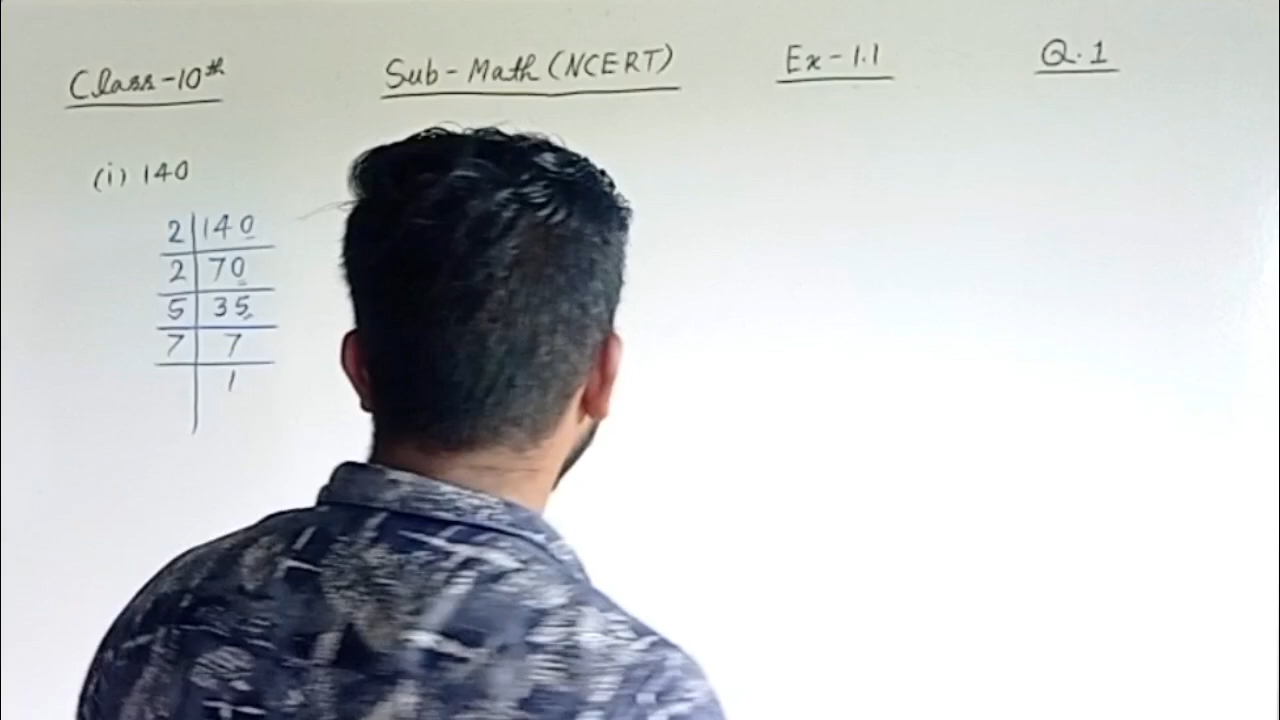 Class-10th Sub-Math (NCERT) Ex-1.1 Q.1
(i) 140
2 140
2 70
5 35
7 7
1